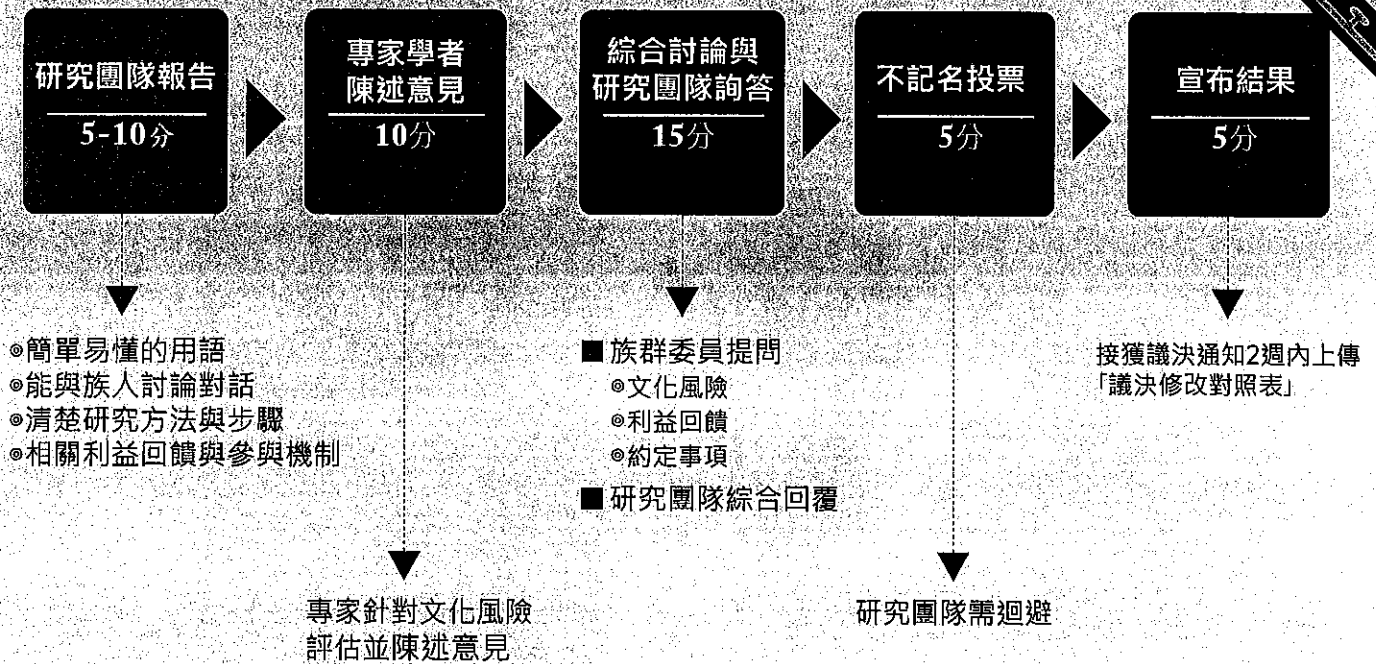 研究團隊報告
5-10分
專家學者
陳述意見
10分
綜合討論與
研究團隊詢答
15分
不記名投票
5分
宣布結果
5分
◎簡單易懂的用語
◎能與族人討論對話
◎清楚研究方法與步驟
◎相關利益回饋與參與機制
■族群委員提問
◎文化風險
◎利益回饋
◎約定事項
■研究團隊綜合回覆
接獲議決通知2週內上傳
「議決修改對照表」
專家針對文化風險
評估並陳述意見
研究團隊需迴避